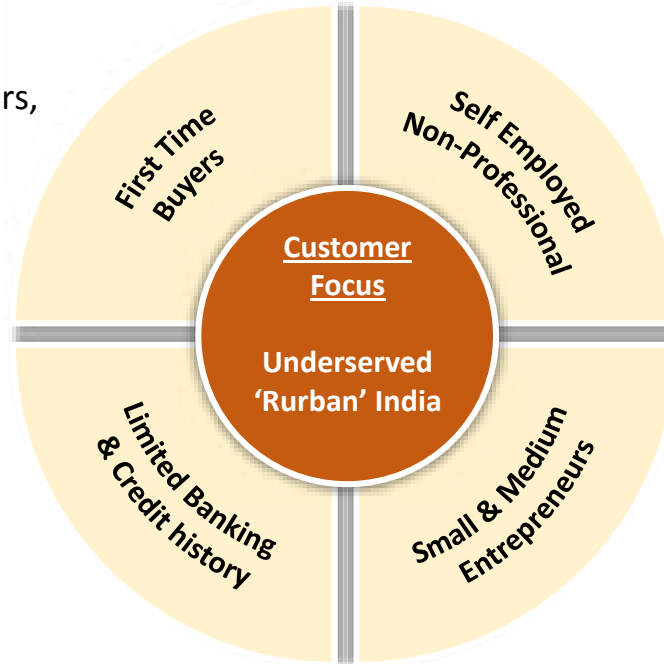 rs,
First Time
Buyers
Self Employed
Non-Professional
Customer
Focus
Underserved
‘Rurban’ India
Limited Banking
& Credit history
Small & Medium
Entrepreneurs